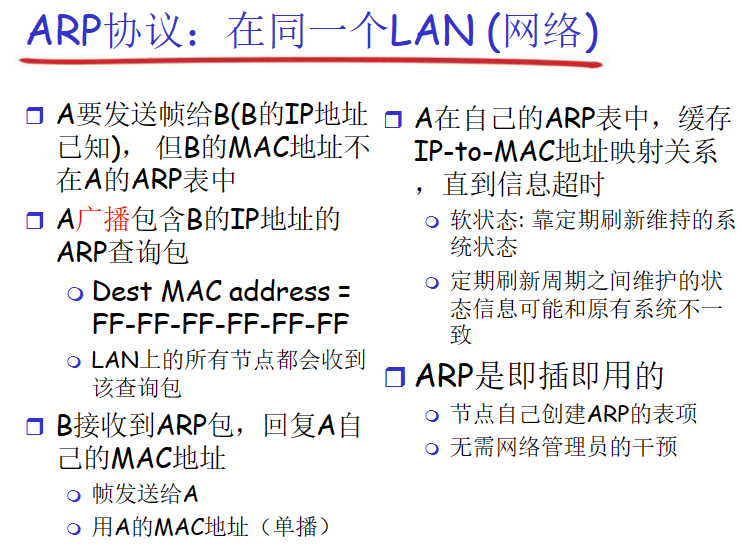 ARP协议：在同一个LAN (网络)
A要发送帧给B(B的IP地址
已知)， 但B的MAC地址不
在A的ARP表中
A广播包含B的IP地址的
ARP查询包
Dest MAC address =
FF-FF-FF-FF-FF-FF
LAN上的所有节点都会收到
该查询包
B接收到ARP包，回复A自
己的MAC地址
帧发送给A
用A的MAC地址（单播）
A在自己的ARP表中，缓存
IP-to-MAC地址映射关系
，直到信息超时
软状态: 靠定期刷新维持的系
统状态
定期刷新周期之间维护的状
态信息可能和原有系统不一
致
ARP是即插即用的
节点自己创建ARP的表项
无需网络管理员的干预